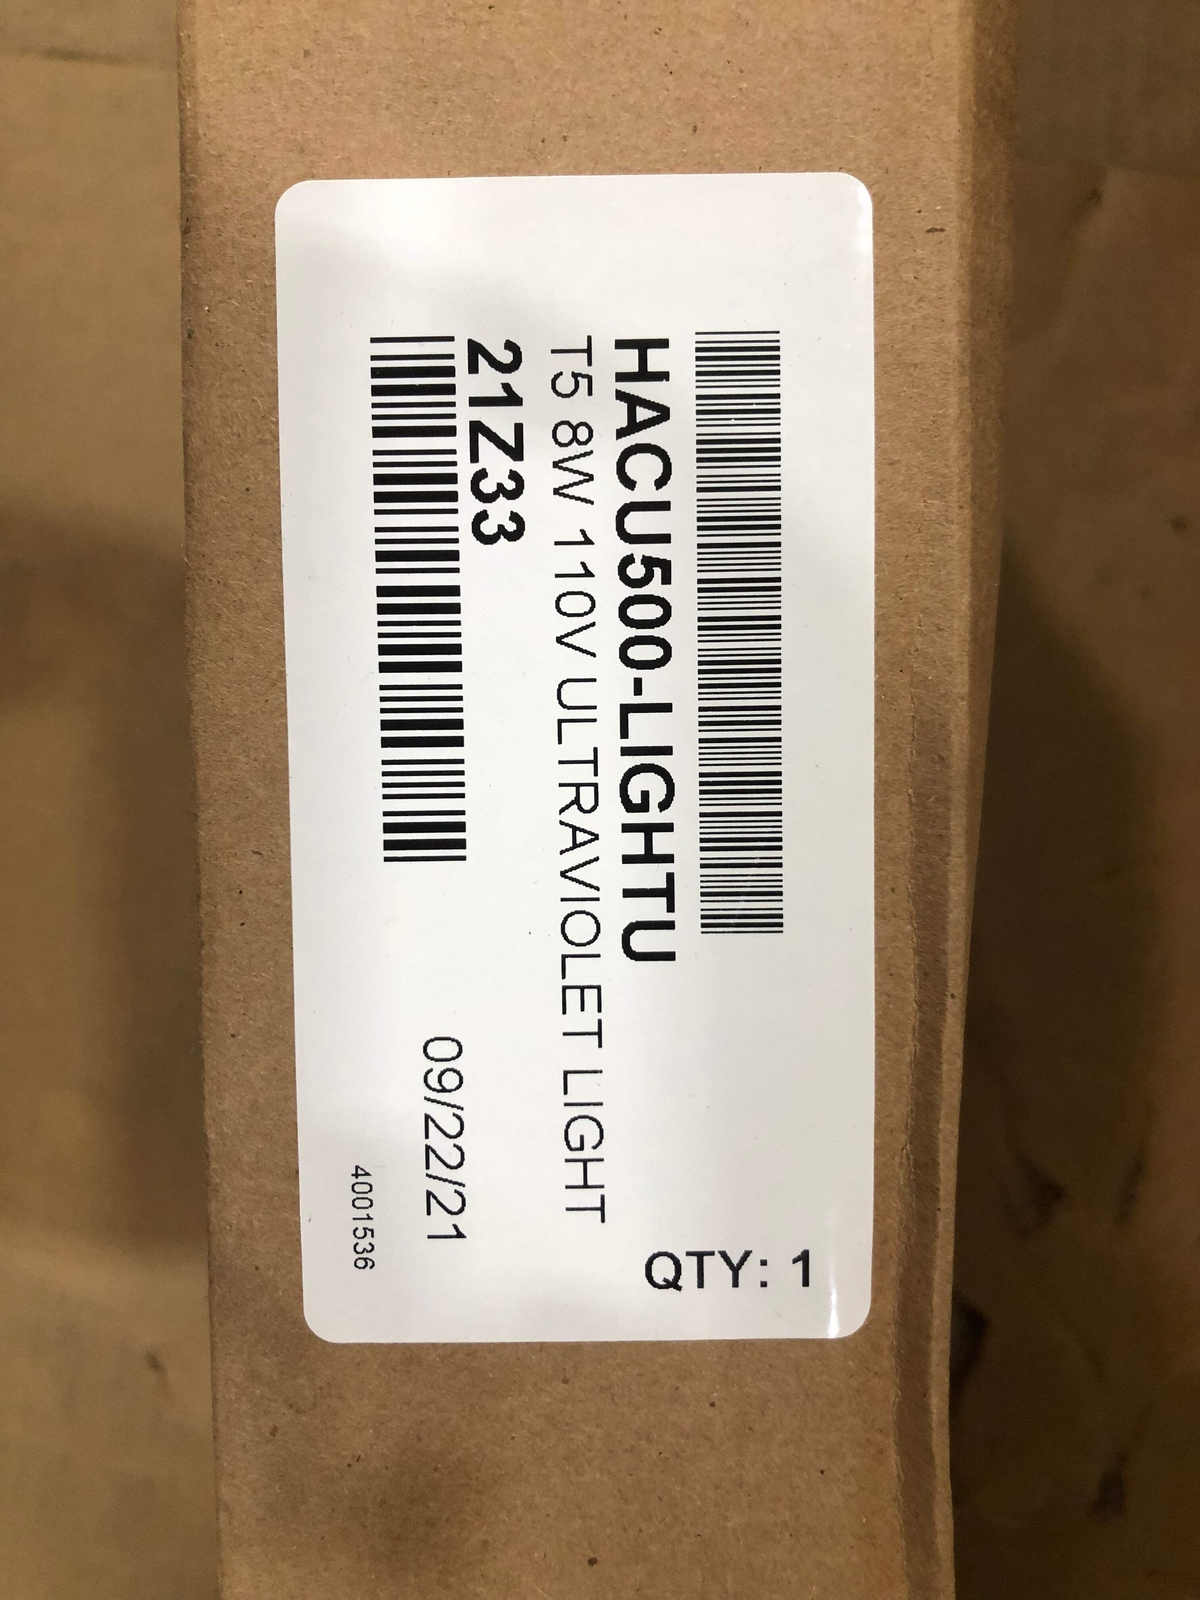 HACU500-LIGHTU
T5 8W 110V ULTRAVIOLET LIGHT
21Z33
QTY: 1
09/22/21
4001536